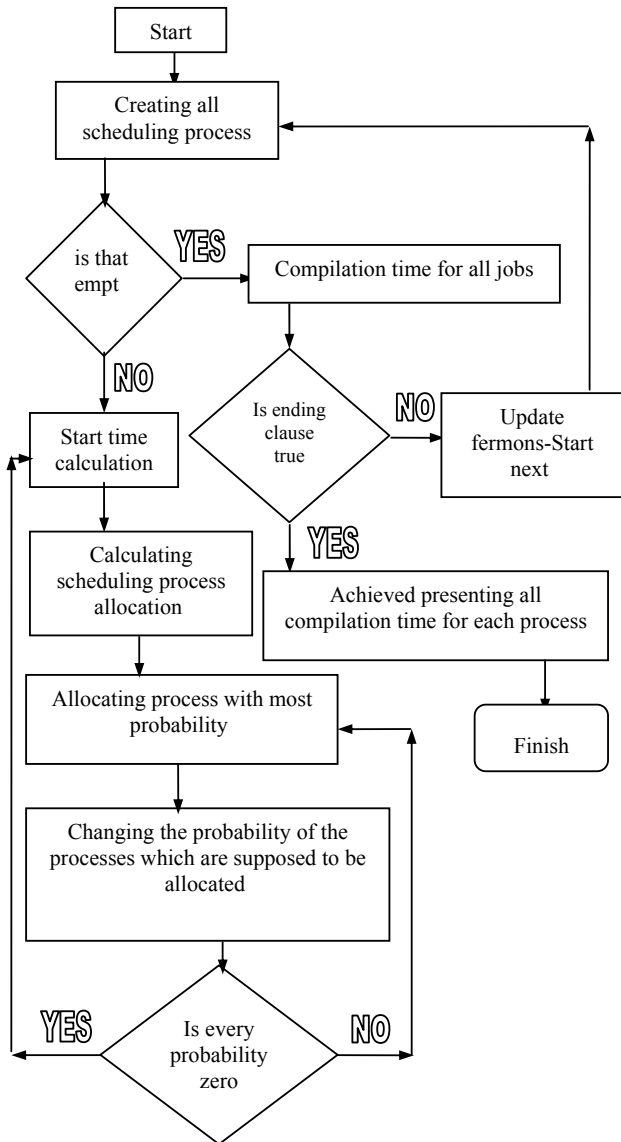 Start
Creating all
scheduling process
is that
empt
YES
Compilation time for all jobs
NO
Is ending
clause
true
NO
Update
fermons-Start
next
Start time
calculation
YES
Calculating
scheduling process
allocation
Achieved presenting all
compilation time for each process
Allocating process with most
probability
Finish
Changing the probability of the
processes which are supposed to be
allocated
YES
Is every
probability
zero
NO